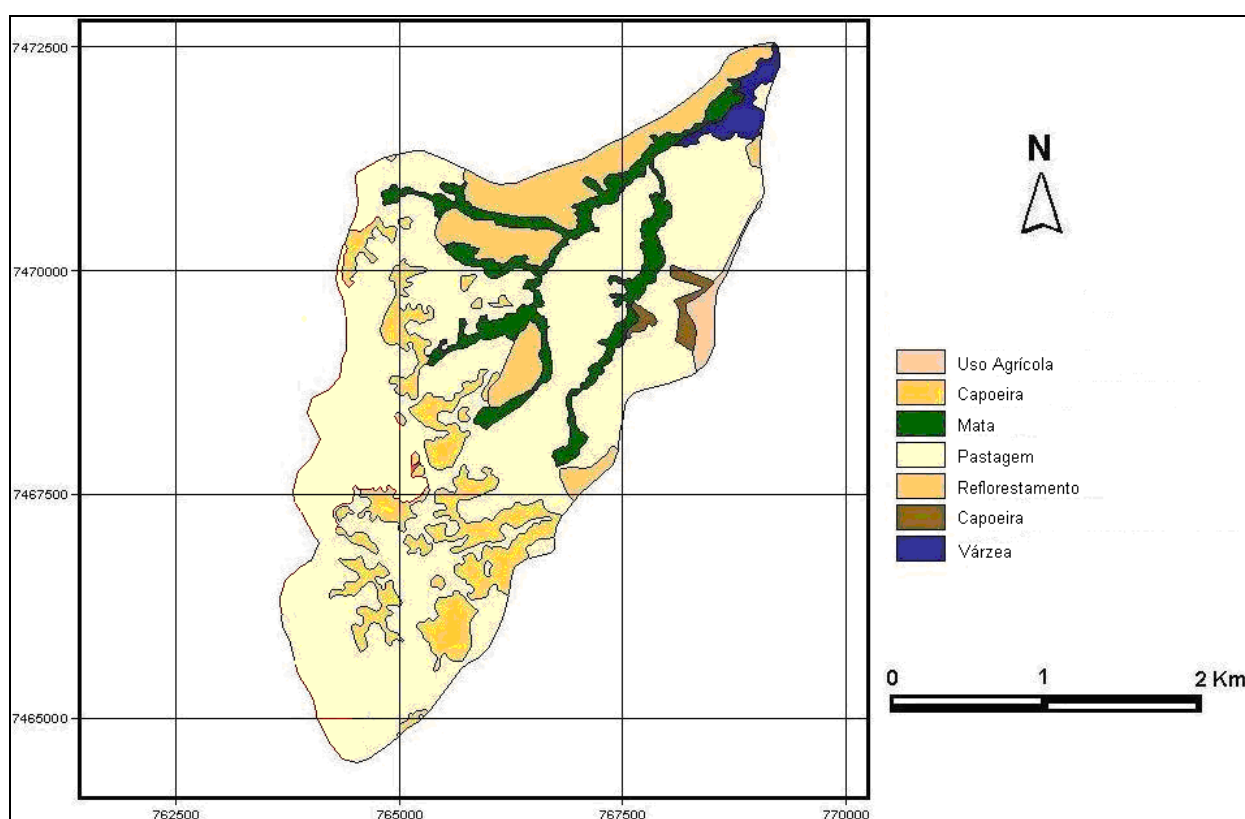 7472500
7470000
7467500
7465000
762500 765000 767500 770000
N
Uso Agrícola
Capoeira
Mata
Pastagem
Reflorestamento
Capoeira
Várzea
0 1 2 Km